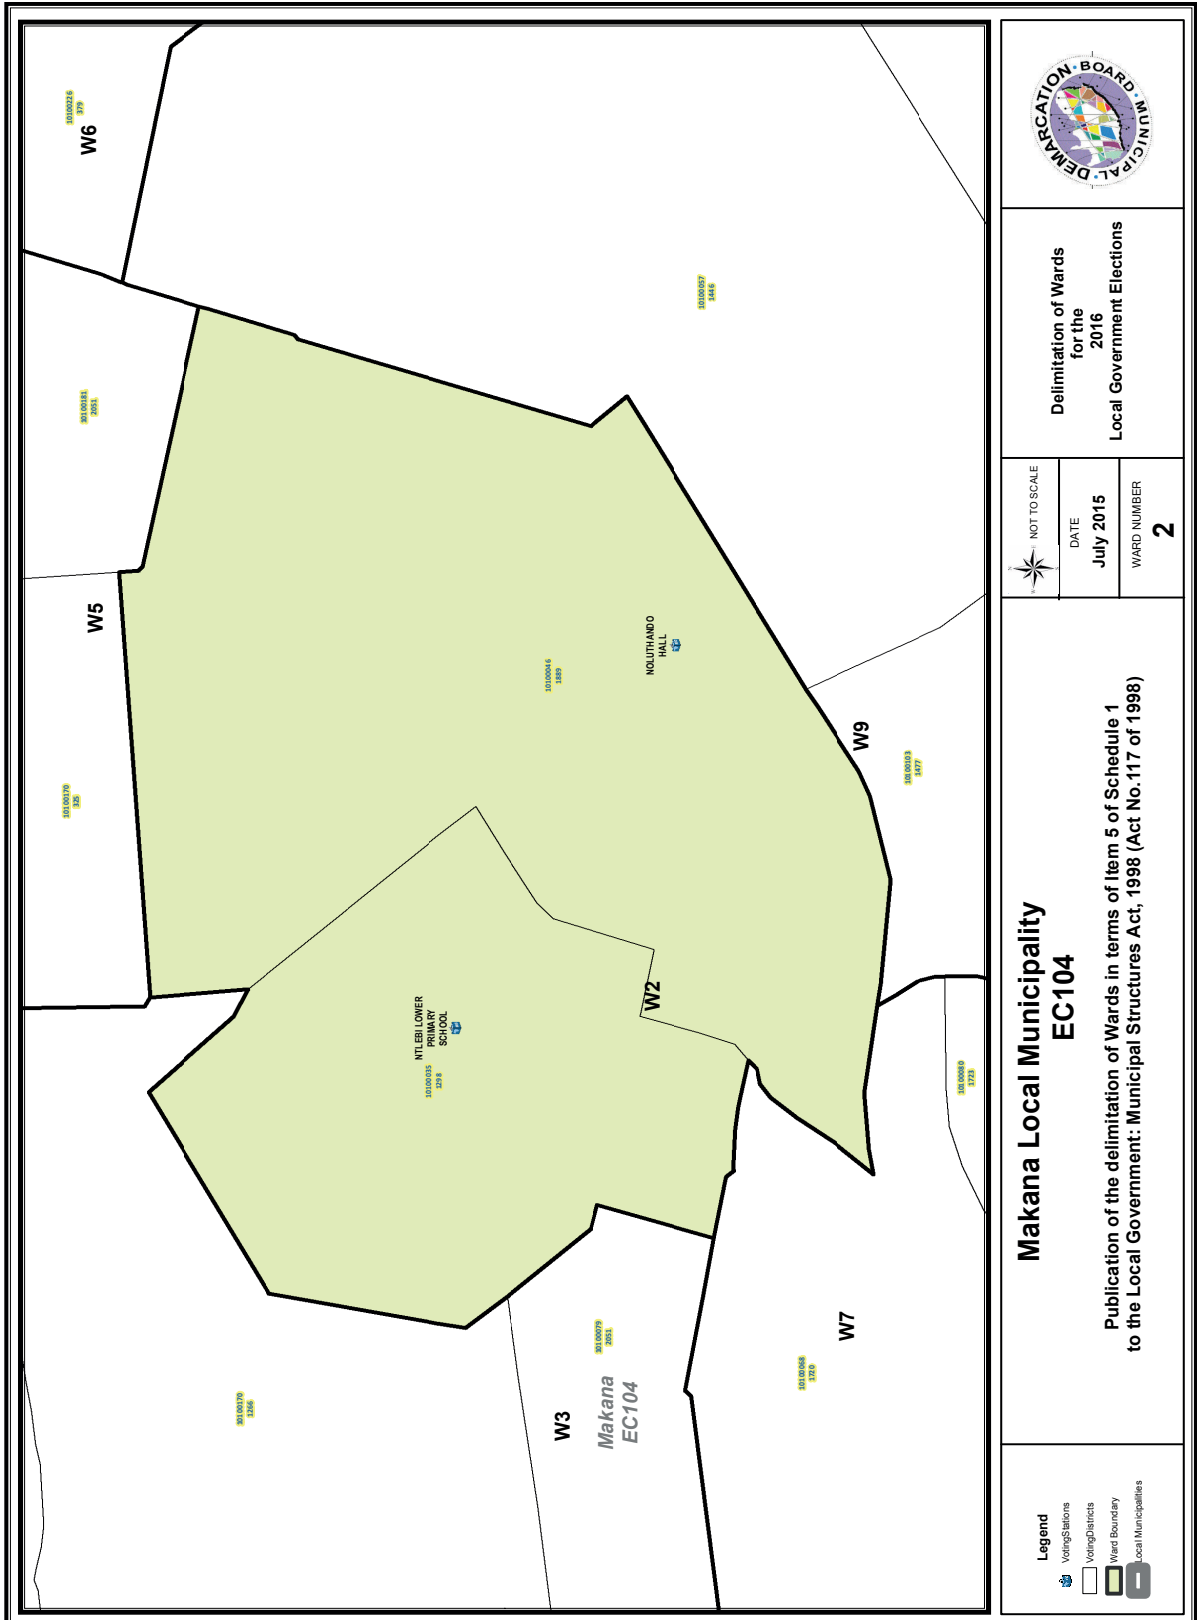 10100226
379
W6
10100181
2051
10100057
1446
W5
10100170
325
10100046
1889
NOLUTHANDO
HALL
W9
10100103
1477
NTLEBI LOWER
PRIMARY
SCHOOL
10100035
1298
W2
10100080
1723
10100170
1266
W3
10100079
2051
Makana
EC104
W7
10100068
1720
Legend
VotingStations
VotingDistricts
Ward Boundary
Local Municipalities
Makana Local Municipality
EC104
Publication of the delimitation of Wards in terms of Item 5 of Schedule 1
to the Local Government: Municipal Structures Act, 1998 (Act No.117 of 1998)
NOT TO SCALE
DATE
July 2015
WARD NUMBER
2
Delimitation of Wards
for the
2016
Local Government Elections
MUNICIPAL • DEMARCATION • BOARD •